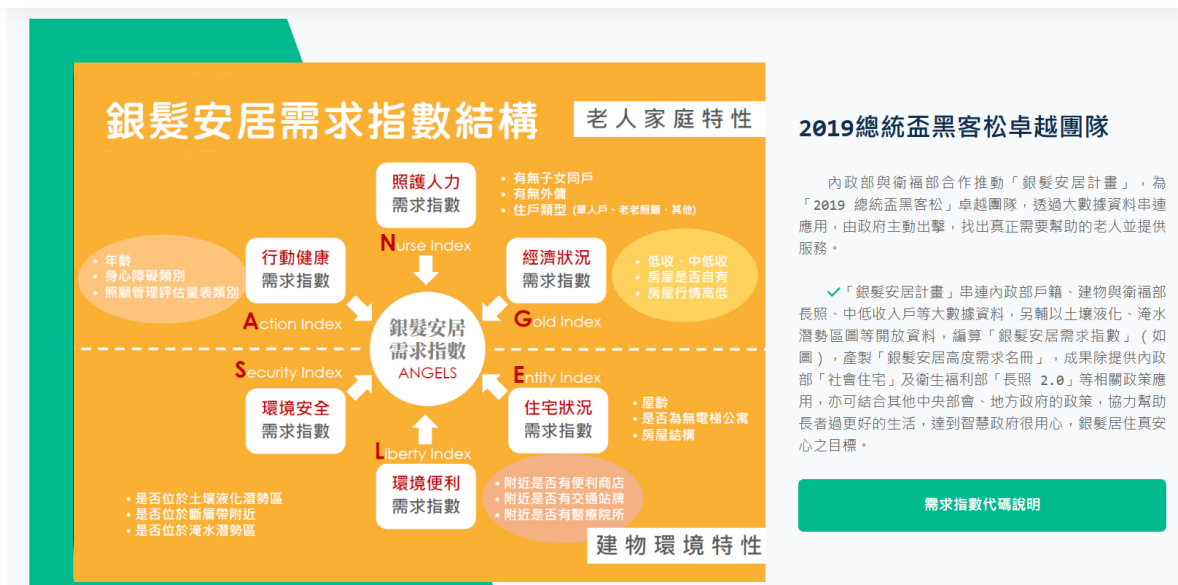 銀髮安居需求指數結構
老人家庭特性
照護人力
需求指數
• 有無子女同戶
• 有無外傭
• 住戶類型 (單人戶、老老照顧、其他)
Nurse Index
• 年齡
• 身心障礙類別
• 照顧管理評估量表類別
行動健康
需求指數
Action Index
經濟狀況
需求指數
Gold Index
• 低收、中低收
• 房屋是否自有
• 房屋行情高低
銀髮安居
需求指數
ANGELS
Security Index
環境安全
需求指數
Entity Index
住宅狀況
需求指數
• 屋齡
• 是否為無電梯公寓
• 房屋結構
Liberty Index
環境便利
需求指數
• 附近是否有便利商店
• 附近是否有交通站牌
• 附近是否有醫療院所
• 是否位於土壤液化潛勢區
• 是否位於斷層帶附近
• 是否位於淹水潛勢區
建物環境特性
2019總統盃黑客松卓越團隊
內政部與衛福部合作推動「銀髮安居計畫」，為
「2019 總統盃黑客松」卓越團隊，透過大數據資料串連
應用，由政府主動出擊，找出真正需要幫助的老人並提供
服務。
✓「銀髮安居計畫」串連內政部戶籍、建物與衛福部
長照、中低收入戶等大數據資料，另輔以土壤液化、淹水
潛勢區圖等開放資料，編算「銀髮安居需求指數」(如
圖)，產製「銀髮安居高度需求名冊」，成果除提供內政
部「社會住宅」及衛生福利部「長照 2.0」等相關政策應
用，亦可結合其他中央部會、地方政府的政策，協力幫助
長者過更好的生活，達到智慧政府很用心，銀髮居住真安
心之目標。
需求指數代碼說明